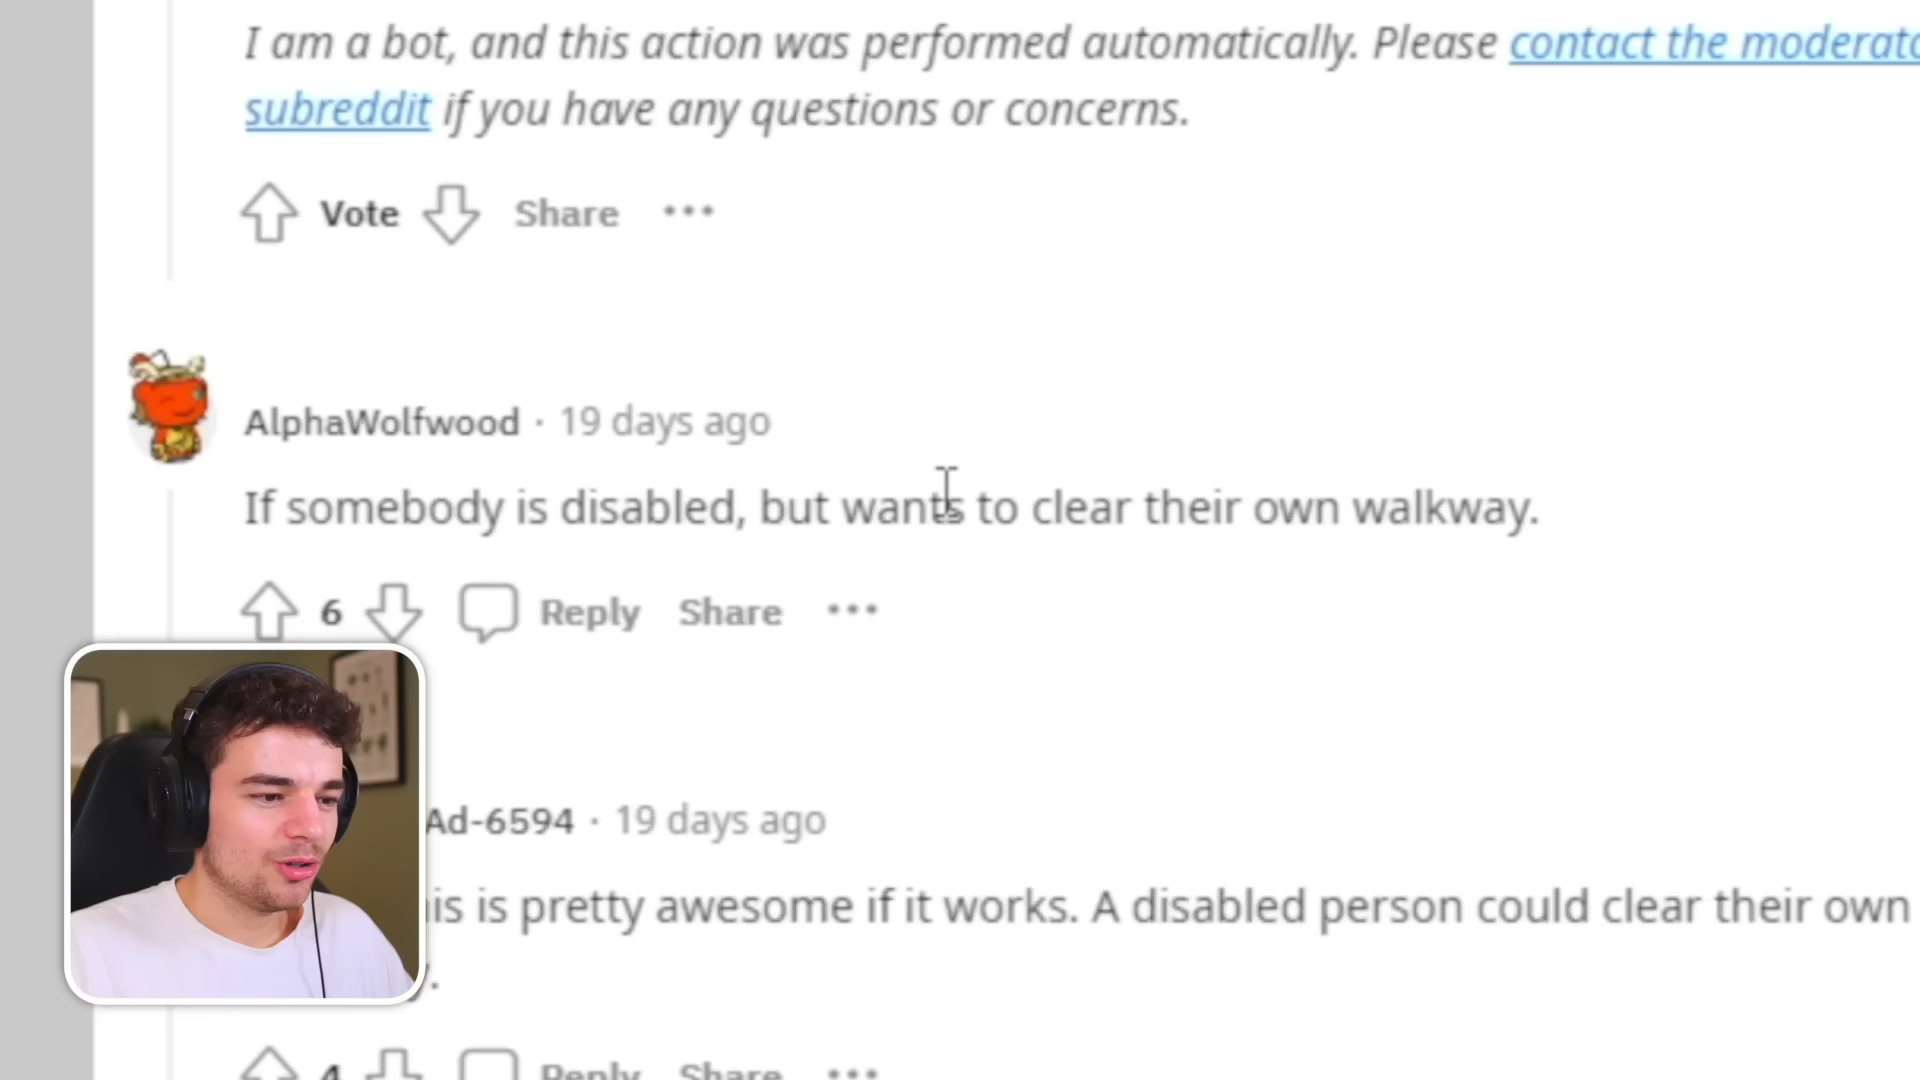 I am a bot, and this action was performed automatically. Please contact the
subreddit if you have any questions or concerns.
Vote Share
AlphaWolfwood · 19 days ago
If somebody is disabled, but wants to clear their own walkway.
6 Reply Share
Ad-6594 · 19 days ago
is is pretty awesome if it works. A disabled person could clear their own
4 Reply Share